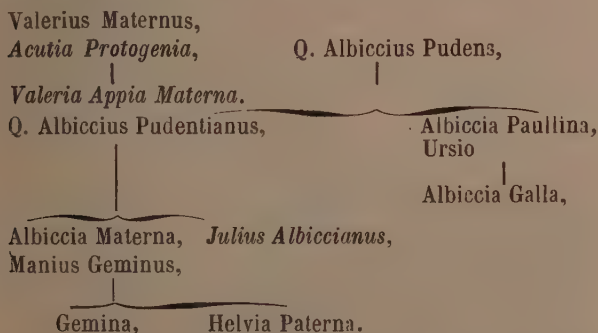 Valerius Maternus,
Acutia Protogenia, Q. Albiccius Pudens,
Valeria Appia Materna.
Q. Albiccius Pudentianus, Albiccia Paullina,
Ursio
Albiccia Galla,
Albiccia Materna, Julius Albiccianus,
Manius Geminus,
Gemina, Helvia Paterna.